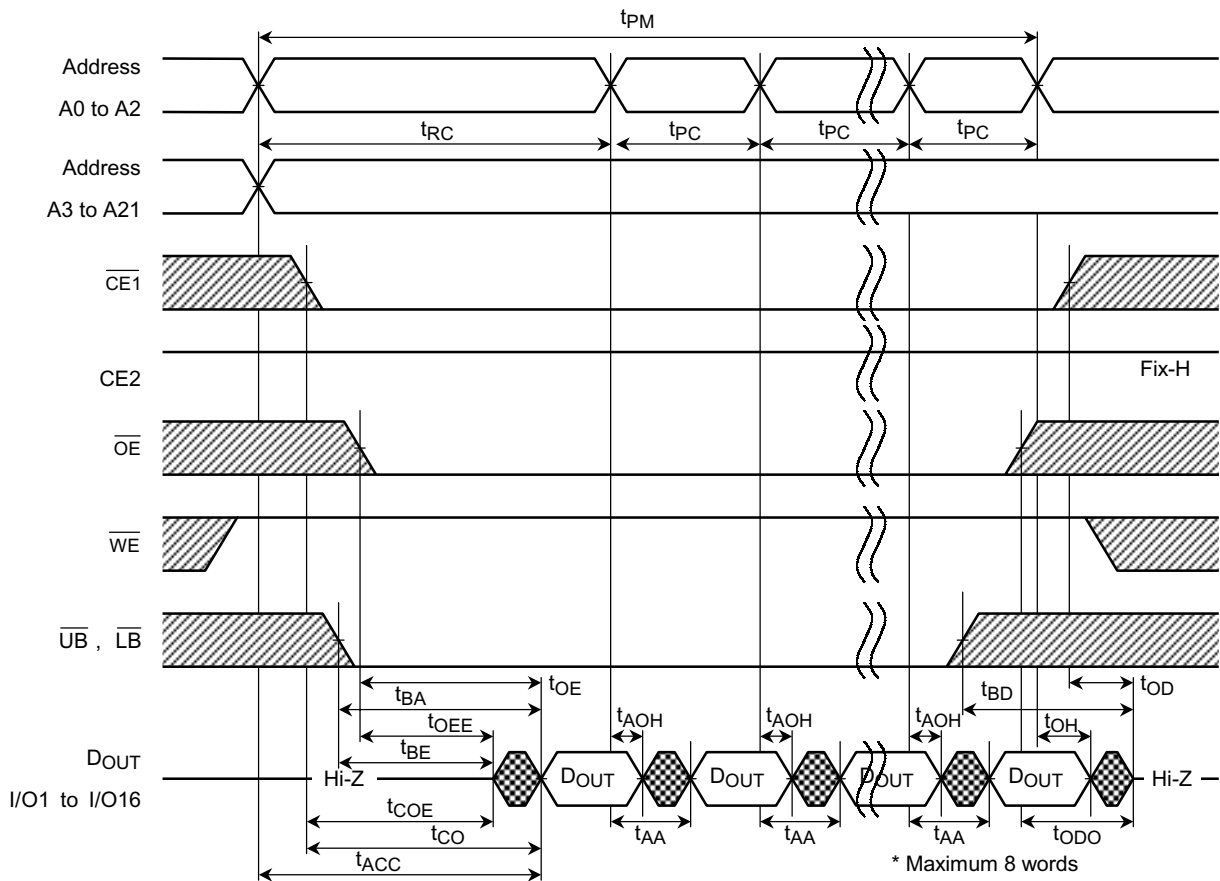 tPM
Address
A0 to A2
tRC
tPC
tPC
tPC
Address
A3 to A21
CE1
CE2
Fix-H
OE
WE
UB , LB
tOE
tBA
tOEE
tBE
tAOH
tAOH
tAOH
tBD
tOD
tOH
DOUT
I/O1 to I/O16
Hi-Z
DOUT
DOUT
DOUT
DOUT
Hi-Z
tCOE
tCO
tACC
tAA
tAA
tAA
tODO
* Maximum 8 words